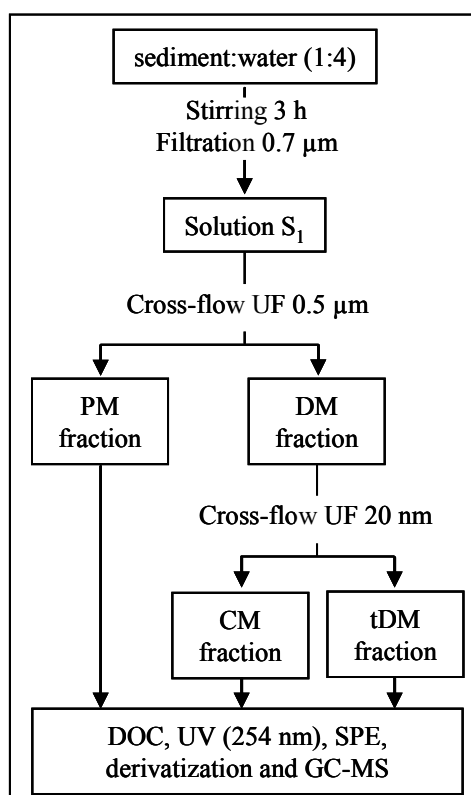 sediment:water (1:4)
Stirring 3 h
Filtration 0.7 µm
Solution S₁
Cross-flow UF 0.5 µm
PM
fraction
DM
fraction
Cross-flow UF 20 nm
CM
fraction
tDM
fraction
DOC, UV (254 nm), SPE,
derivatization and GC-MS